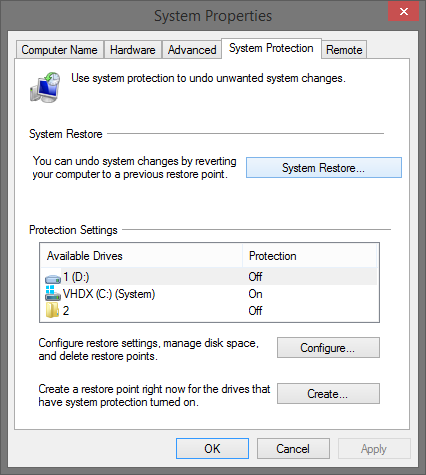 System Properties
Computer Name Hardware Advanced System Protection Remote
Use system protection to undo unwanted system changes.
System Restore
You can undo system changes by reverting
your computer to a previous restore point.
System Restore...
Protection Settings
Available Drives Protection
1 (D:) Off
VHDX (C:) (System) On
2 Off
Configure restore settings, manage disk space,
and delete restore points.
Configure...
Create a restore point right now for the drives that
have system protection turned on.
Create...
OK Cancel Apply